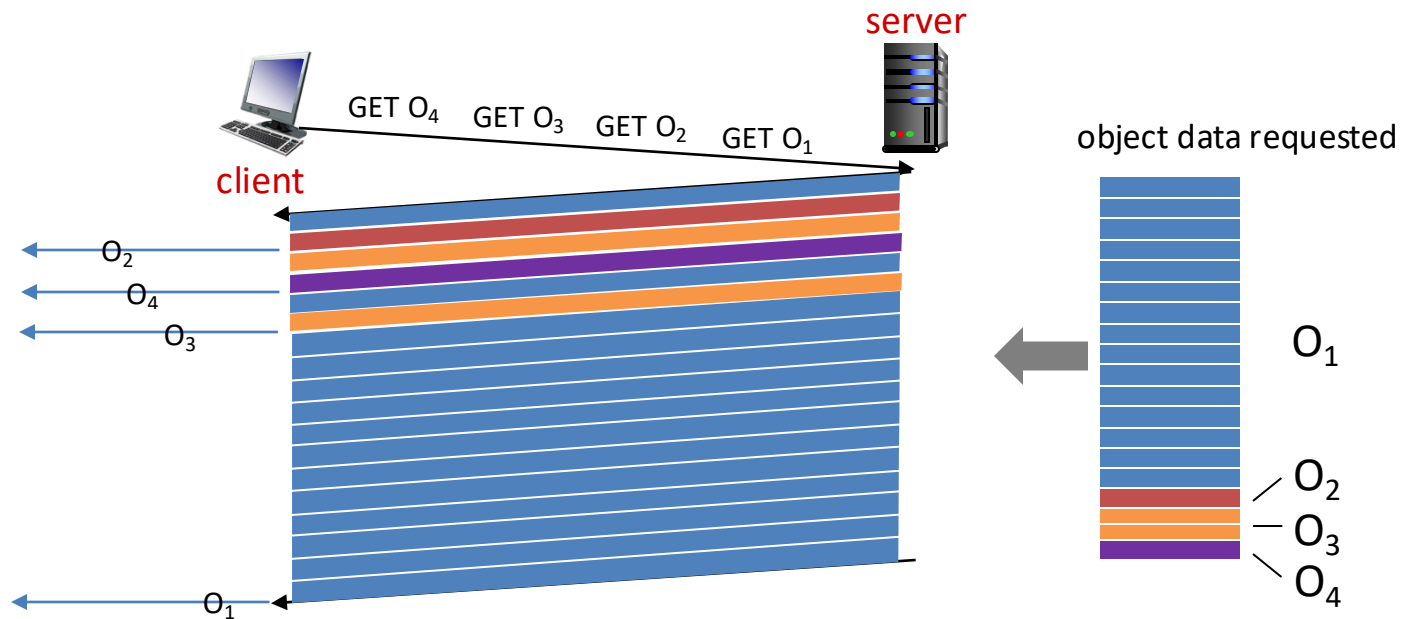 server
GET O₄ GET O₃ GET O₂ GET O₁
object data requested
client
O₂
O₄
O₃
O₁
O₁
O₂
O₃
O₄